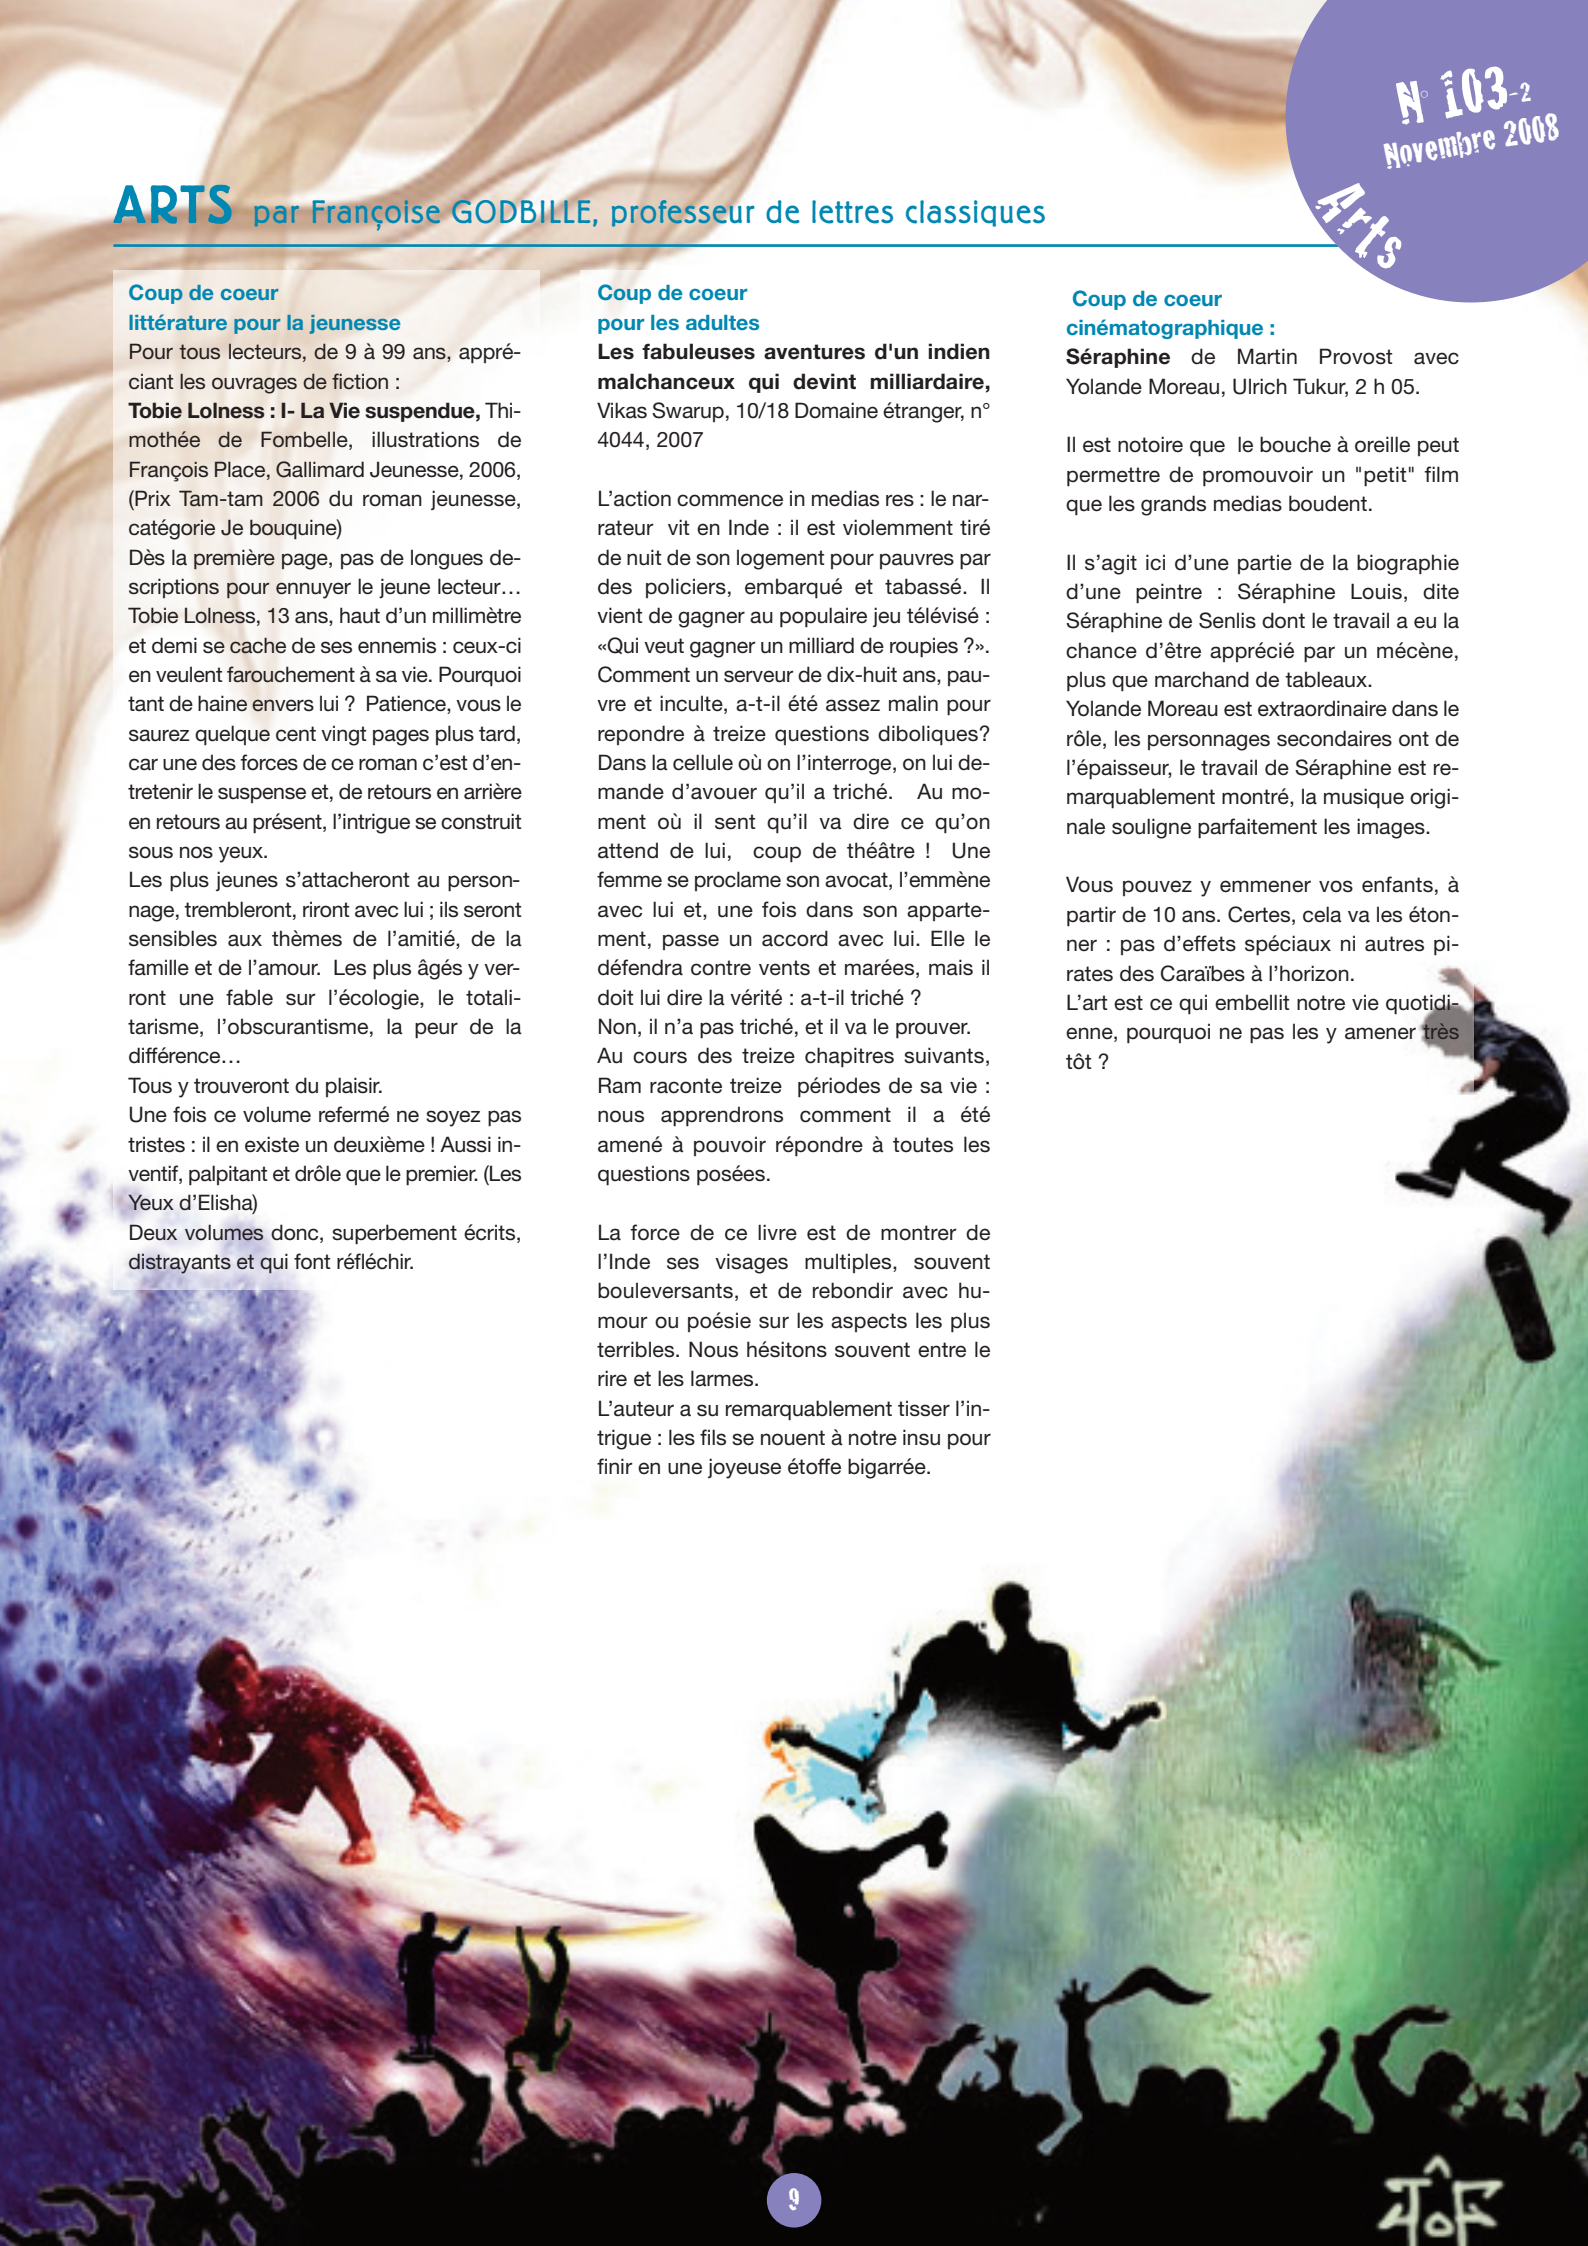 N° 103-2
Novembre 2008
Arts
ARTS par Françoise GODBILLE, professeur de lettres classiques
Coup de coeur
littérature pour la jeunesse
Pour tous lecteurs, de 9 à 99 ans, appré-
ciant les ouvrages de fiction :
Tobie Lolness : I- La Vie suspendue, Thi-
mothée de Fombelle, illustrations de
François Place, Gallimard Jeunesse, 2006,
(Prix Tam-tam 2006 du roman jeunesse,
catégorie Je bouquine)
Dès la première page, pas de longues de-
scriptions pour ennuyer le jeune lecteur…
Tobie Lolness, 13 ans, haut d’un millimètre
et demi se cache de ses ennemis : ceux-ci
en veulent farouchement à sa vie. Pourquoi
tant de haine envers lui ? Patience, vous le
saurez quelque cent vingt pages plus tard,
car une des forces de ce roman c’est d’en-
tretenir le suspense et, de retours en arrière
en retours au présent, l’intrigue se construit
sous nos yeux.
Les plus jeunes s’attacheront au person-
nage, trembleront, riront avec lui ; ils seront
sensibles aux thèmes de l’amitié, de la
famille et de l’amour. Les plus âgés y ver-
ront une fable sur l’écologie, le totali-
tarisme, l’obscurantisme, la peur de la
différence…
Tous y trouveront du plaisir.
Une fois ce volume refermé ne soyez pas
tristes : il en existe un deuxième ! Aussi in-
ventif, palpitant et drôle que le premier. (Les
Yeux d’Elisha)
Deux volumes donc, superbement écrits,
distrayants et qui font réfléchir.
Coup de coeur
pour les adultes
Les fabuleuses aventures d'un indien
malchanceux qui devint milliardaire,
Vikas Swarup, 10/18 Domaine étranger, n°
4044, 2007
L’action commence in medias res : le nar-
rateur vit en Inde : il est violemment tiré
de nuit de son logement pour pauvres par
des policiers, embarqué et tabassé. Il
vient de gagner au populaire jeu télévisé :
«Qui veut gagner un milliard de roupies ?».
Comment un serveur de dix-huit ans, pau-
vre et inculte, a-t-il été assez malin pour
repondre à treize questions diboliques?
Dans la cellule où on l’interroge, on lui de-
mande d’avouer qu’il a triché. Au mo-
ment où il sent qu’il va dire ce qu’on
attend de lui, coup de théâtre ! Une
femme se proclame son avocat, l’emmène
avec lui et, une fois dans son apparte-
ment, passe un accord avec lui. Elle le
défendra contre vents et marées, mais il
doit lui dire la vérité : a-t-il triché ?
Non, il n’a pas triché, et il va le prouver.
Au cours des treize chapitres suivants,
Ram raconte treize périodes de sa vie :
nous apprendrons comment il a été
amené à pouvoir répondre à toutes les
questions posées.
La force de ce livre est de montrer de
l’Inde ses visages multiples, souvent
bouleversants, et de rebondir avec hu-
mour ou poésie sur les aspects les plus
terribles. Nous hésitons souvent entre le
rire et les larmes.
L’auteur a su remarquablement tisser l’in-
trigue : les fils se nouent à notre insu pour
finir en une joyeuse étoffe bigarrée.
Coup de coeur
cinématographique :
Séraphine de Martin Provost avec
Yolande Moreau, Ulrich Tukur, 2 h 05.
Il est notoire que le bouche à oreille peut
permettre de promouvoir un "petit" film
que les grands medias boudent.
Il s’agit ici d’une partie de la biographie
d’une peintre : Séraphine Louis, dite
Séraphine de Senlis dont le travail a eu la
chance d’être apprécié par un mécène,
plus que marchand de tableaux.
Yolande Moreau est extraordinaire dans le
rôle, les personnages secondaires ont de
l’épaisseur, le travail de Séraphine est re-
marquablement montré, la musique origi-
nale souligne parfaitement les images.
Vous pouvez y emmener vos enfants, à
partir de 10 ans. Certes, cela va les éton-
ner : pas d’effets spéciaux ni autres pi-
rates des Caraïbes à l’horizon.
L’art est ce qui embellit notre vie quotidi-
enne, pourquoi ne pas les y amener très
tôt ?
9
JôF